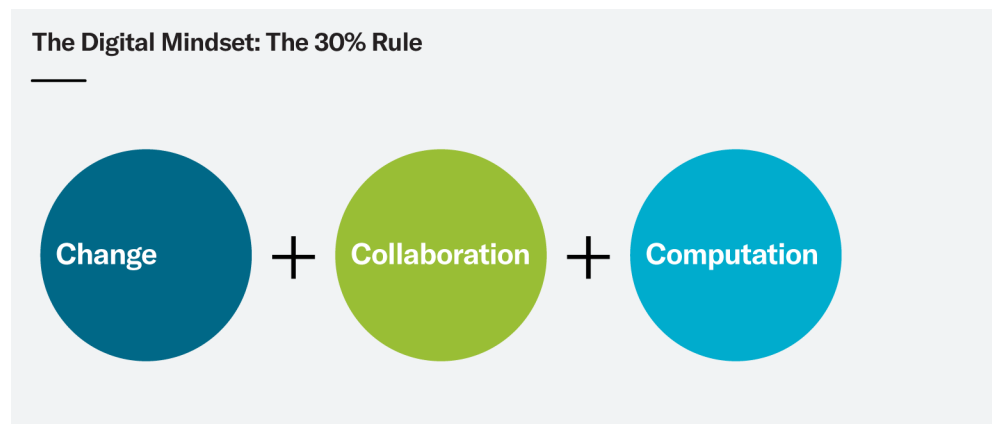 The Digital Mindset: The 30% Rule
Change + Collaboration + Computation